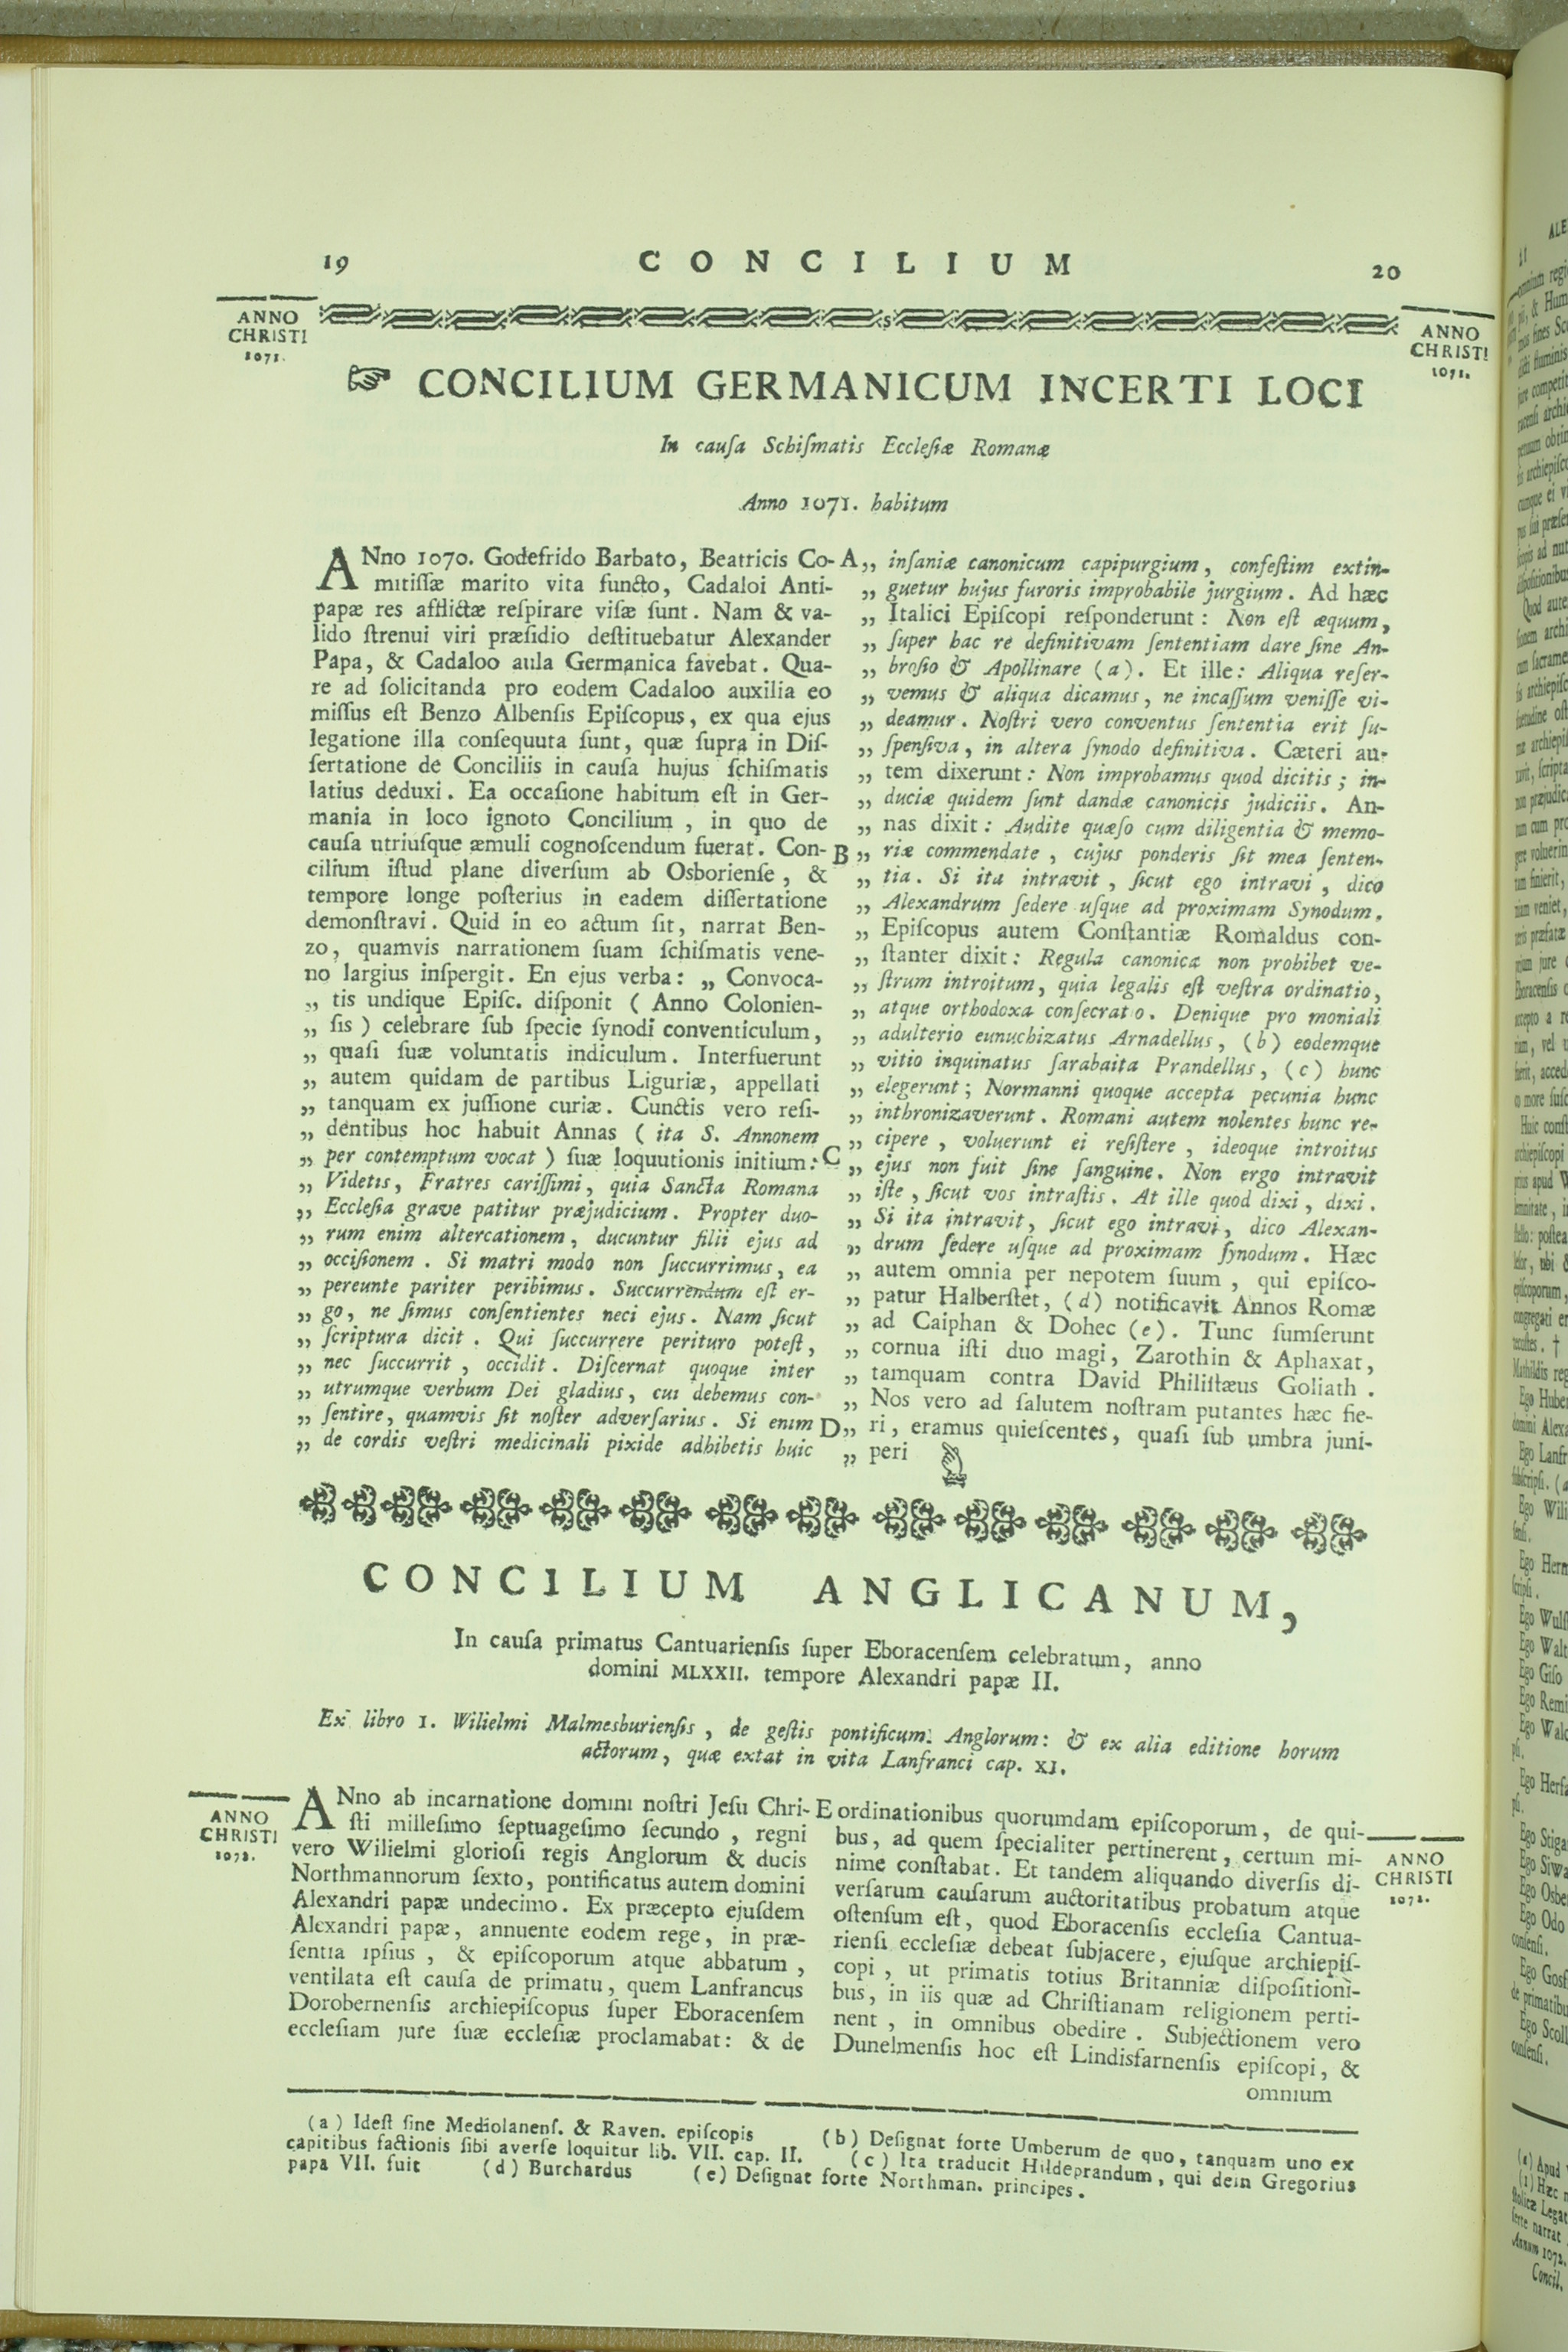 19
CONCILIUM
20
ANNO
CHRISTI
1071.
S
ANNO
CHRISTI
1071.
☞ CONCILIUM GERMANICUM INCERTI LOCI
In cauſa Schiſmatis Eccleſiæ Romanæ
Anno 1071. habitum
ANno 1070. Godefrido Barbato, Beatricis Co-
mitiſſæ marito vita functo, Cadaloi Anti-
papæ res afflictæ reſpirare viſæ ſunt. Nam & va-
lido ſtrenui viri præſidio deſtituebatur Alexander
Papa, & Cadaloo aula Germanica favebat. Qua-
re ad ſolicitanda pro eodem Cadaloo auxilia eo
miſſus eſt Benzo Albenſis Epiſcopus, ex qua ejus
legatione illa conſequuta ſunt, quæ ſupra in Diſ-
ſertatione de Conciliis in cauſa hujus ſchiſmatis
latius deduxi. Ea occaſione habitum eſt in Ger-
mania in loco ignoto Concilium, in quo de
cauſa utriuſque æmuli cognoſcendum fuerat. Con-
cilium iſtud plane diverſum ab Osborienſe, &
tempore longe poſterius in eadem diſſertatione
demonſtravi. Quid in eo actum ſit, narrat Ben-
zo, quamvis narrationem ſuam ſchiſmatis vene-
no largius inſpergit. En ejus verba: „ Convoca-
„ tis undique Epiſc. diſponit ( Anno Colonien-
„ ſis ) celebrare ſub ſpecie ſynodi conventiculum,
„ quaſi ſuæ voluntatis indiculum. Interfuerunt
„ autem quidam de partibus Liguriæ, appellati
„ tanquam ex juſſione curiæ. Cunctis vero reſi-
„ dentibus hoc habuit Annas ( ita S. Annonem
„ per contemptum vocat ) ſuæ loquutionis initium:
„ Videtis, Fratres cariſſimi, quia Sancta Romana
„ Eccleſia grave patitur præjudicium. Propter duo-
„ rum enim altercationem, ducuntur filii ejus ad
„ occiſionem. Si matri modo non ſuccurrimus, ea
„ pereunte pariter peribimus. Succurrendum eſt er-
„ go, ne ſimus conſentientes neci ejus. Nam ſicut
„ ſcriptura dicit. Qui ſuccurrere perituro poteſt,
„ nec ſuccurrit, occidit. Diſcernat quoque inter
„ utrumque verbum Dei gladius, cui debemus con-
„ ſentire, quamvis ſit noſter adverſarius. Si enim
„ de cordis veſtri medicinali pixide adhibetis huic
A „ inſaniæ canonicum capipurgium, confeſtim extin-
„ guetur hujus furoris improbabile jurgium. Ad hæc
„ Italici Epiſcopi reſponderunt: Non eſt æquum,
„ ſuper hac re definitivam ſententiam dare ſine An-
„ broſio & Apollinare (a). Et ille: Aliqua reſer-
„ vemus & aliqua dicamus, ne incaſſum veniſſe vi-
„ deamur. Noſtri vero conventus ſententia erit ſu-
„ ſpenſiva, in altera ſynodo definitiva. Cæteri au-
„ tem dixerunt: Non improbamus quod dicitis; in-
„ duciæ quidem ſunt dandæ canonicis judiciis. An-
„ nas dixit: Audite quæſo cum diligentia & memo-
B „ riæ commendate, cujus ponderis ſit mea ſenten-
„ tia. Si ita intravit, ſicut ego intravi, dico
„ Alexandrum ſedere uſque ad proximam Synodum.
„ Epiſcopus autem Conſtantiæ Romaldus con-
„ ſtanter dixit: Regula canonica non prohibet ve-
„ ſtrum introitum, quia legalis eſt veſtra ordinatio,
„ atque orthodoxa conſecrat o. Denique pro moniali
„ adulterio eunuchizatus Arnadellus, (b) eodemque
„ vitio inquinatus ſarabaita Prandellus, (c) hunc
„ elegerunt; Normanni quoque accepta pecunia hunc
„ inthronizaverunt. Romani autem nolentes hunc re-
„ cipere, voluerunt ei reſiſtere, ideoque introitus
C „ ejus non fuit ſine ſanguine. Non ergo intravit
„ iſte, ſicut vos intraſtis. At ille quod dixi, dixi.
„ Si ita intravit, ſicut ego intravi, dico Alexan-
„ drum ſedere uſque ad proximam ſynodum. Hæc
„ autem omnia per nepotem ſuum, qui epiſco-
„ patur Halberſtet, (d) notificavit Annos Romæ
„ ad Caiphan & Dohec (e). Tunc ſumſerunt
„ cornua iſti duo magi, Zarothin & Aphaxat,
„ tamquam contra David Philiſtæus Goliath.
„ Nos vero ad ſalutem noſtram putantes hæc fie-
D „ ri, eramus quieſcentes, quaſi ſub umbra juni-
„ peri
CONCILIUM ANGLICANUM,
In cauſa primatus Cantuarienſis ſuper Eboracenſem celebratum, anno
domini MLXXII. tempore Alexandri papæ II.
Ex libro 1. Wilielmi Malmesburienſis, de geſtis pontificum Anglorum: & ex alia editione horum
actorum, quæ extat in vita Lanfranci cap. XI.
ANNO
CHRISTI
1072.
ANno ab incarnatione domini noſtri Jeſu Chri-
ſti milleſimo ſeptuageſimo ſecundo, regni
vero Wilielmi glorioſi regis Anglorum & ducis
Northmannorum ſexto, pontificatus autem domini
Alexandri papæ undecimo. Ex præcepto ejuſdem
Alexandri papæ, annuente eodem rege, in præ-
ſentia ipſius, & epiſcoporum atque abbatum,
ventilata eſt cauſa de primatu, quem Lanfrancus
Dorobernenſis archiepiſcopus ſuper Eboracenſem
eccleſiam jure ſuæ eccleſiæ proclamabat: & de
E ordinationibus quorumdam epiſcoporum, de qui-
bus, ad quem ſpecialiter pertinerent, certum mi-
nime conſtabat. Et tandem aliquando diverſis di-
verſarum cauſarum auctoritatibus probatum atque
oſtenſum eſt, quod Eboracenſis eccleſia Cantua-
rienſi eccleſiæ debeat ſubjacere, ejuſque archiepiſ-
copi, ut primatis totius Britanniæ diſpoſitioni-
bus, in iis quæ ad Chriſtianam religionem perti-
nent, in omnibus obedire. Subjectionem vero
Dunelmenſis hoc eſt Lindisfarnenſis epiſcopi, &
omnium
ANNO
CHRISTI
1072.
(a) Ideſt ſine Mediolanenſ. & Raven. epiſcopis (b) Deſignat forte Umberum de quo, tanquam uno ex
capitibus factionis ſibi averſe loquitur lib. VII. cap. II. (c) Ita traducit Hildeprandum, qui dein Gregorius
papa VII. fuit (d) Burchardus (e) Deſignat forte Northman. principes.